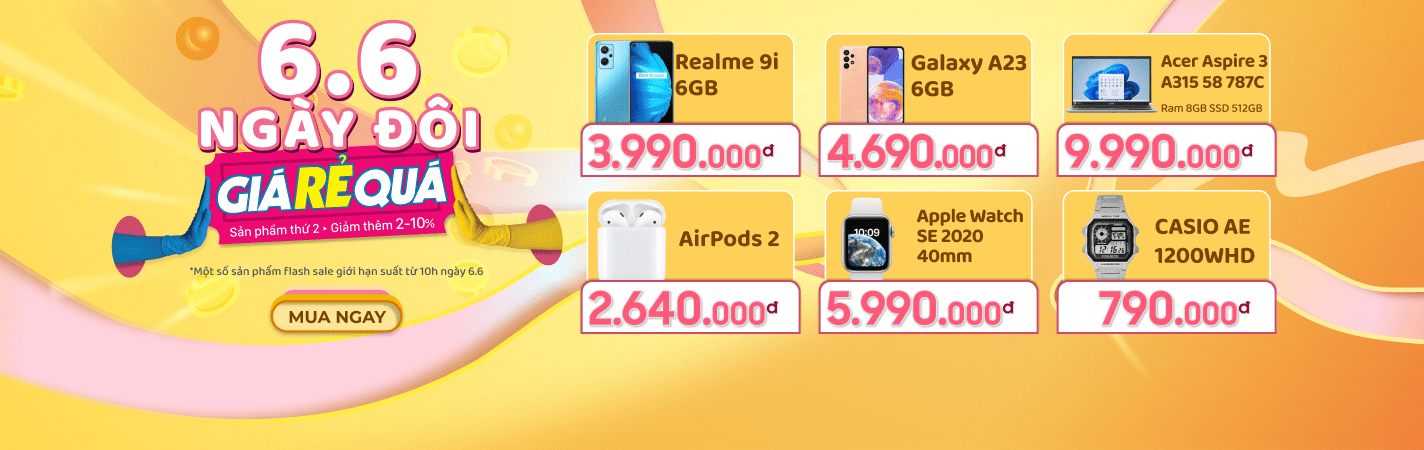 6.6
NGÀY ĐÔI
GIÁ RẺ QUÁ
Sản phẩm thứ 2 ▸ Giảm thêm 2-10%
*Một số sản phẩm flash sale giới hạn suất từ 10h ngày 6.6
MUA NGAY
Realme 9i
6GB
3.990.000đ
Galaxy A23
6GB
4.690.000đ
Acer Aspire 3
A315 58 787C
Ram 8GB SSD 512GB
9.990.000đ
AirPods 2
2.640.000đ
10:09
Apple Watch
SE 2020
40mm
5.990.000đ
CASIO AE
1200WHD
790.000đ